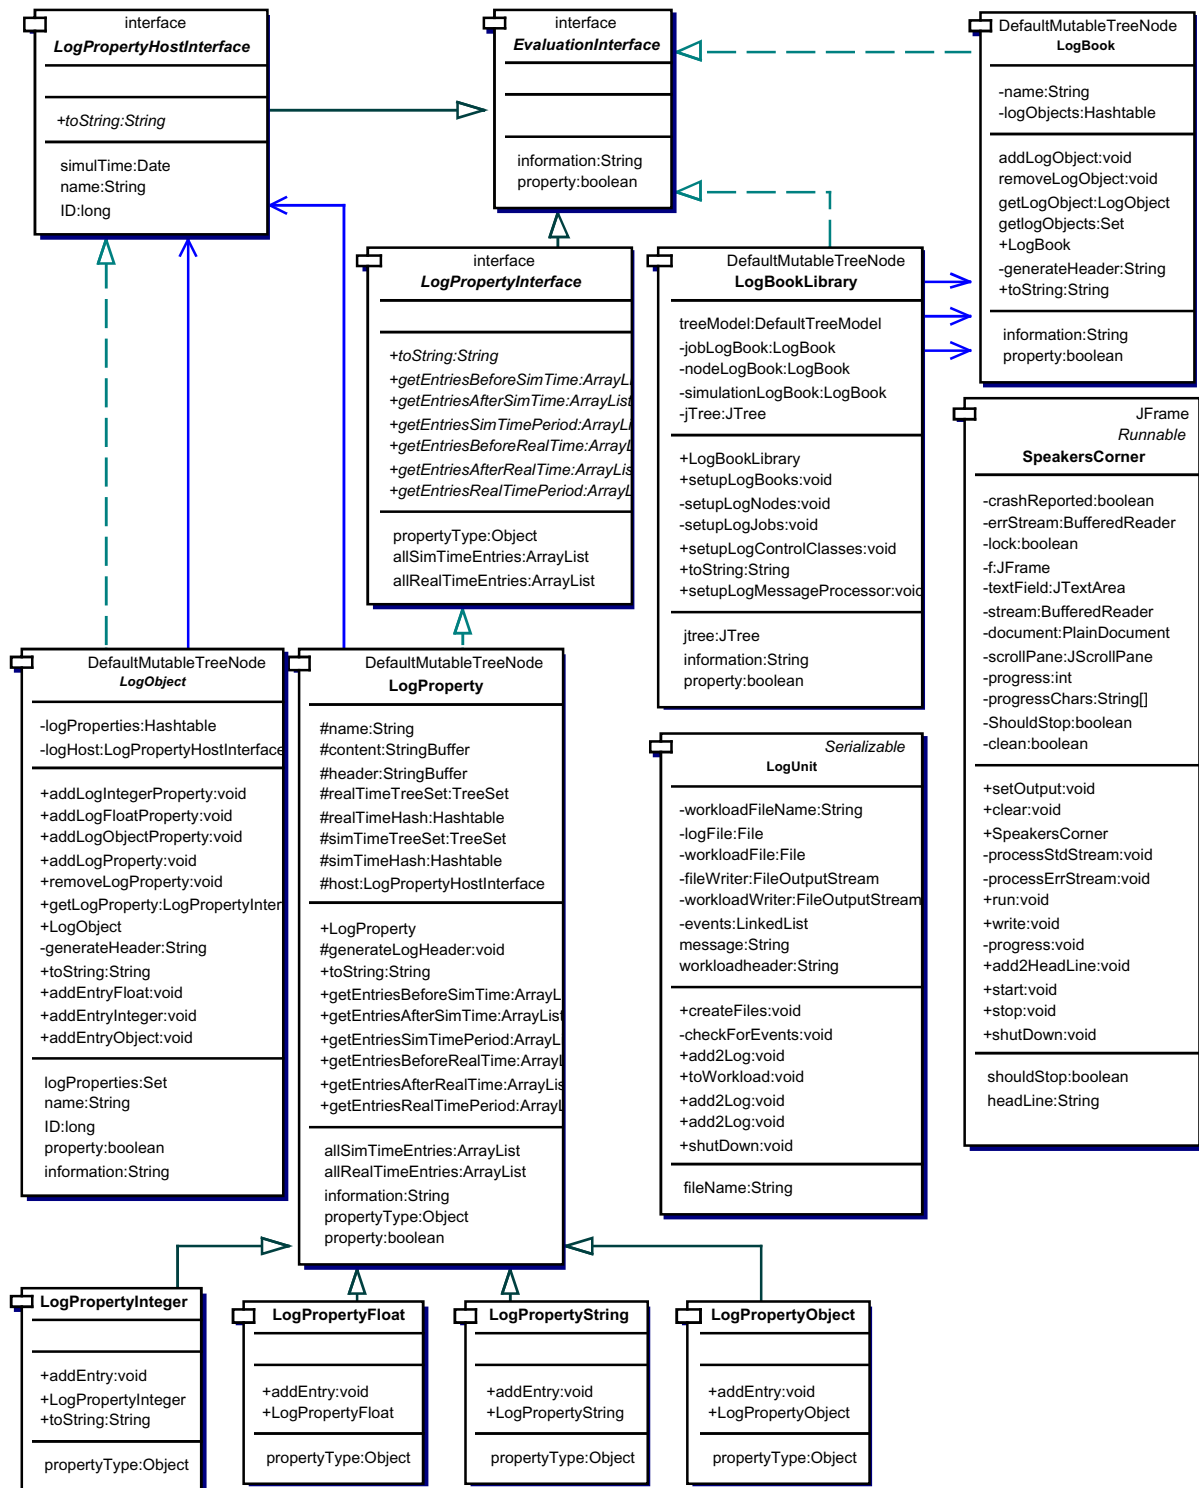 interface
LogPropertyHostInterface
+toString:String
simulTime:Date
name:String
ID:long
interface
EvaluationInterface
information:String
property:boolean
DefaultMutableTreeNode
LogBook
-name:String
-logObjects:Hashtable
addLogObject:void
removeLogObject:void
getLogObject:LogObject
getlogObjects:Set
+LogBook
-generateHeader:String
+toString:String
information:String
property:boolean
interface
LogPropertyInterface
+toString:String
+getEntriesBeforeSimTime:ArrayLi
+getEntriesAfterSimTime:ArrayList
+getEntriesSimTimePeriod:ArrayLi
+getEntriesBeforeRealTime:ArrayL
+getEntriesAfterRealTime:ArrayLis
+getEntriesRealTimePeriod:ArrayL
propertyType:Object
allSimTimeEntries:ArrayList
allRealTimeEntries:ArrayList
DefaultMutableTreeNode
LogBookLibrary
treeModel:DefaultTreeModel
-jobLogBook:LogBook
-nodeLogBook:LogBook
-simulationLogBook:LogBook
-jTree:JTree
+LogBookLibrary
+setupLogBooks:void
-setupLogNodes:void
-setupLogJobs:void
+setupLogControlClasses:void
+toString:String
+setupLogMessageProcessor:void
jtree:JTree
information:String
property:boolean
JFrame
Runnable
SpeakersCorner
-crashReported:boolean
-errStream:BufferedReader
-lock:boolean
-f:JFrame
-textField:JTextArea
-stream:BufferedReader
-document:PlainDocument
-scrollPane:JScrollPane
-progress:int
-progressChars:String[]
-ShouldStop:boolean
-clean:boolean
+setOutput:void
+clear:void
+SpeakersCorner
-processStdStream:void
-processErrStream:void
+run:void
+write:void
-progress:void
+add2HeadLine:void
+start:void
+stop:void
+shutDown:void
shouldStop:boolean
headLine:String
DefaultMutableTreeNode
LogObject
-logProperties:Hashtable
-logHost:LogPropertyHostInterface
+addLogIntegerProperty:void
+addLogFloatProperty:void
+addLogObjectProperty:void
+addLogProperty:void
+removeLogProperty:void
+getLogProperty:LogPropertyInter
+LogObject
-generateHeader:String
+toString:String
+addEntryFloat:void
+addEntryInteger:void
+addEntryObject:void
logProperties:Set
name:String
ID:long
property:boolean
information:String
DefaultMutableTreeNode
LogProperty
#name:String
#content:StringBuffer
#header:StringBuffer
#realTimeTreeSet:TreeSet
#realTimeHash:Hashtable
#simTimeTreeSet:TreeSet
#simTimeHash:Hashtable
#host:LogPropertyHostInterface
+LogProperty
#generateLogHeader:void
+toString:String
+getEntriesBeforeSimTime:ArrayL
+getEntriesAfterSimTime:ArrayList
+getEntriesSimTimePeriod:ArrayL
+getEntriesBeforeRealTime:ArrayL
+getEntriesAfterRealTime:ArrayLis
+getEntriesRealTimePeriod:ArrayL
allSimTimeEntries:ArrayList
allRealTimeEntries:ArrayList
information:String
propertyType:Object
property:boolean
Serializable
LogUnit
-workloadFileName:String
-logFile:File
-workloadFile:File
-fileWriter:FileOutputStream
-workloadWriter:FileOutputStream
-events:LinkedList
message:String
workloadheader:String
+createFiles:void
-checkForEvents:void
+add2Log:void
+toWorkload:void
+add2Log:void
+add2Log:void
+shutDown:void
fileName:String
LogPropertyInteger
+addEntry:void
+LogPropertyInteger
+toString:String
propertyType:Object
LogPropertyFloat
+addEntry:void
+LogPropertyFloat
propertyType:Object
LogPropertyString
+addEntry:void
+LogPropertyString
propertyType:Object
LogPropertyObject
+addEntry:void
+LogPropertyObject
propertyType:Object